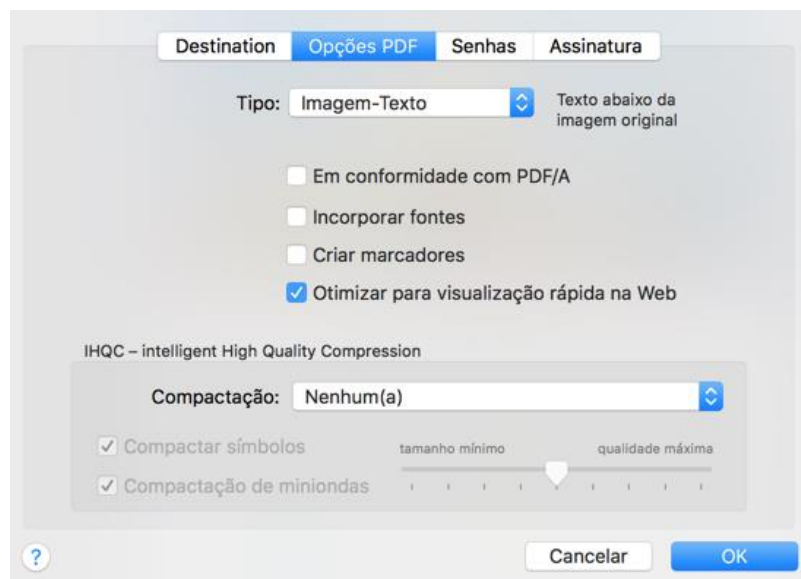 Destination Opções PDF Senhas Assinatura
Tipo: Imagem-Texto Texto abaixo da
imagem original
Em conformidade com PDF/A
Incorporar fontes
Criar marcadores
Otimizar para visualização rápida na Web
IHQC – intelligent High Quality Compression
Compactação: Nenhum(a)
Compactar símbolos tamanho mínimo qualidade máxima
Compactação de miniondas
? Cancelar OK